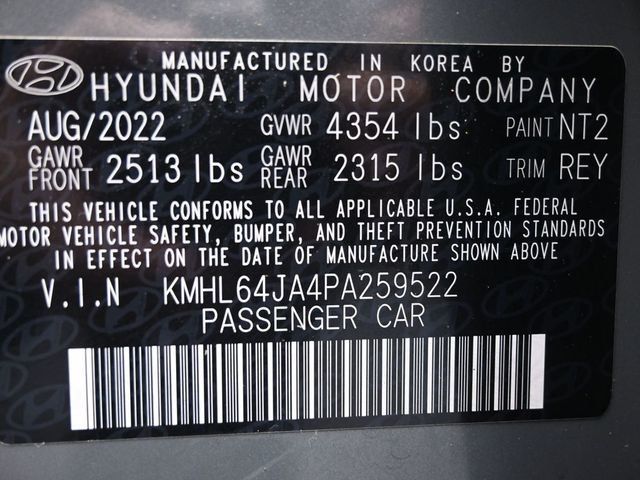 MANUFACTURED IN KOREA BY
HYUNDAI MOTOR COMPANY
AUG/2022 GVWR 4354 lbs PAINT NT2
GAWR FRONT 2513 lbs GAWR REAR 2315 lbs TRIM REY
THIS VEHICLE CONFORMS TO ALL APPLICABLE U.S.A. FEDERAL
MOTOR VEHICLE SAFETY, BUMPER, AND THEFT PREVENTION STANDARDS
IN EFFECT ON THE DATE OF MANUFACTURE SHOWN ABOVE
V.I.N KMHL64JA4PA259522
PASSENGER CAR